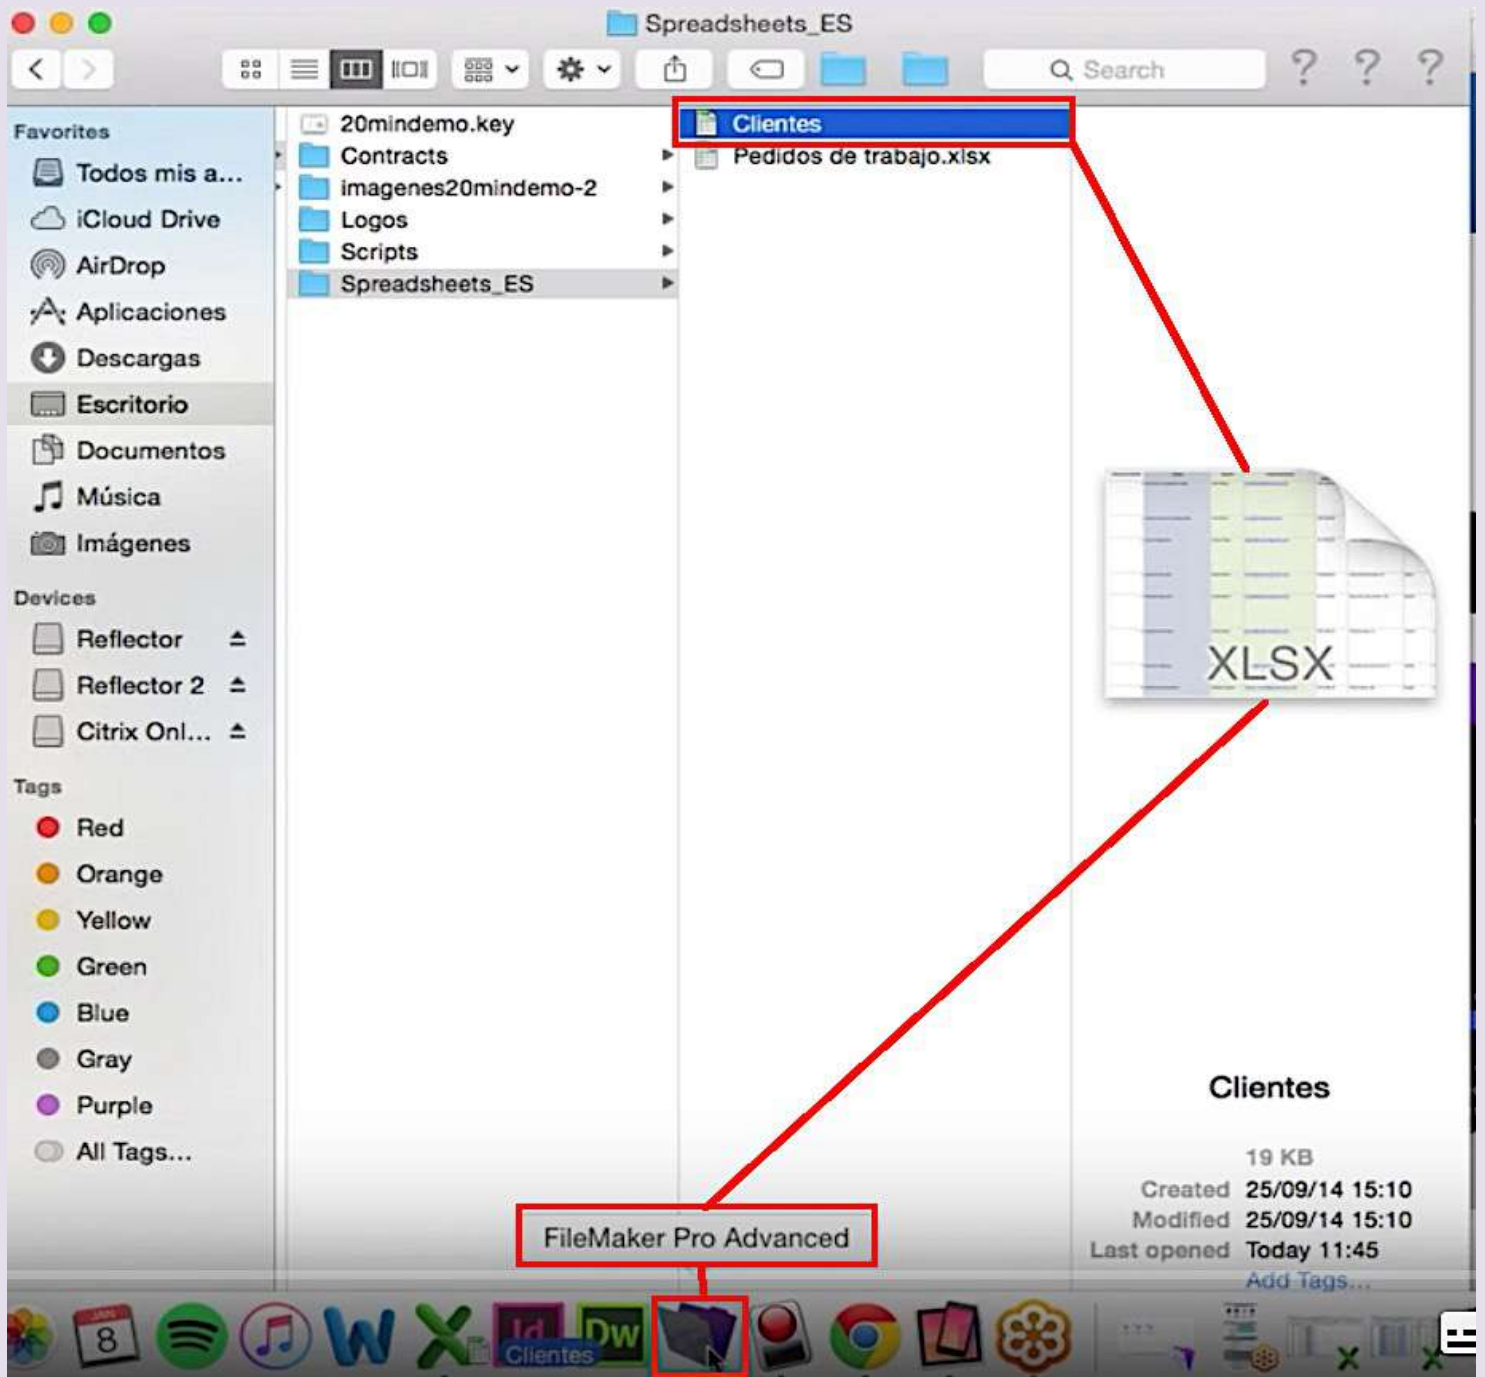 Spreadsheets_ES
Search
? ? ?
Favorites
Todos mis a...
iCloud Drive
AirDrop
Aplicaciones
Descargas
Escritorio
Documentos
Música
Imágenes
Devices
Reflector
Reflector 2
Citrix Onl...
Tags
Red
Orange
Yellow
Green
Blue
Gray
Purple
All Tags...
20mindemo.key
Contracts
imagenes20mindemo-2
Logos
Scripts
Spreadsheets_ES
Clientes
Pedidos de trabajo.xlsx
XLSX
Clientes
19 KB
Created 25/09/14 15:10
Modified 25/09/14 15:10
Last opened Today 11:45
Add Tags...
FileMaker Pro Advanced
JAN
8
Id
Dw
Clientes